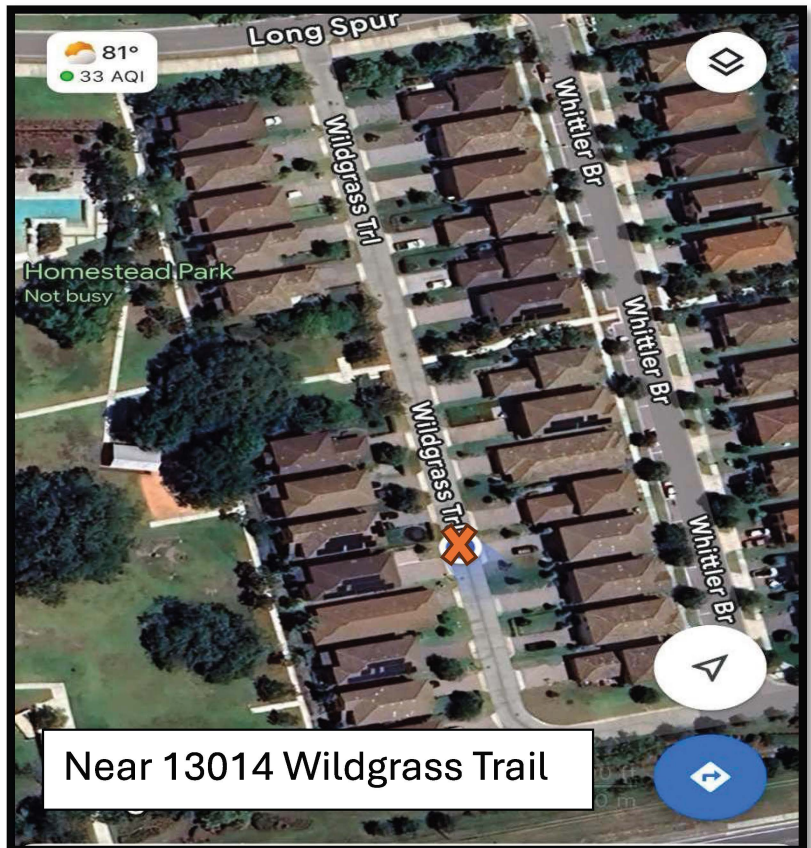 Long Spur
81°
33 AQI
Whittler Br
Wildgrass Trl
Homestead Park
Not busy
Whittler Br
Wildgrass Trl
Whittler Br
Near 13014 Wildgrass Trail